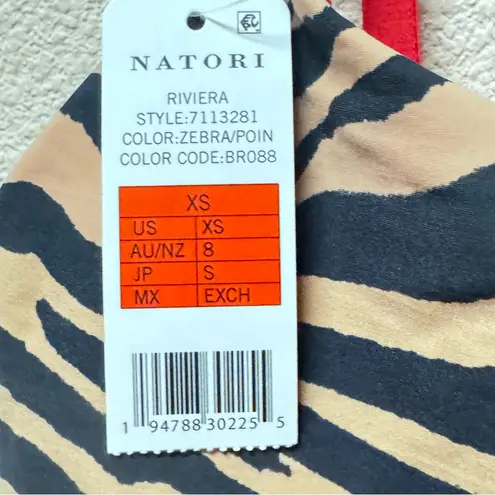 NATORI
RIVIERA
STYLE:7113281
COLOR:ZEBRA/POIN
COLOR CODE:BR088
XS
US XS
AU/NZ 8
JP S
MX EXCH
1 94788 30225 5